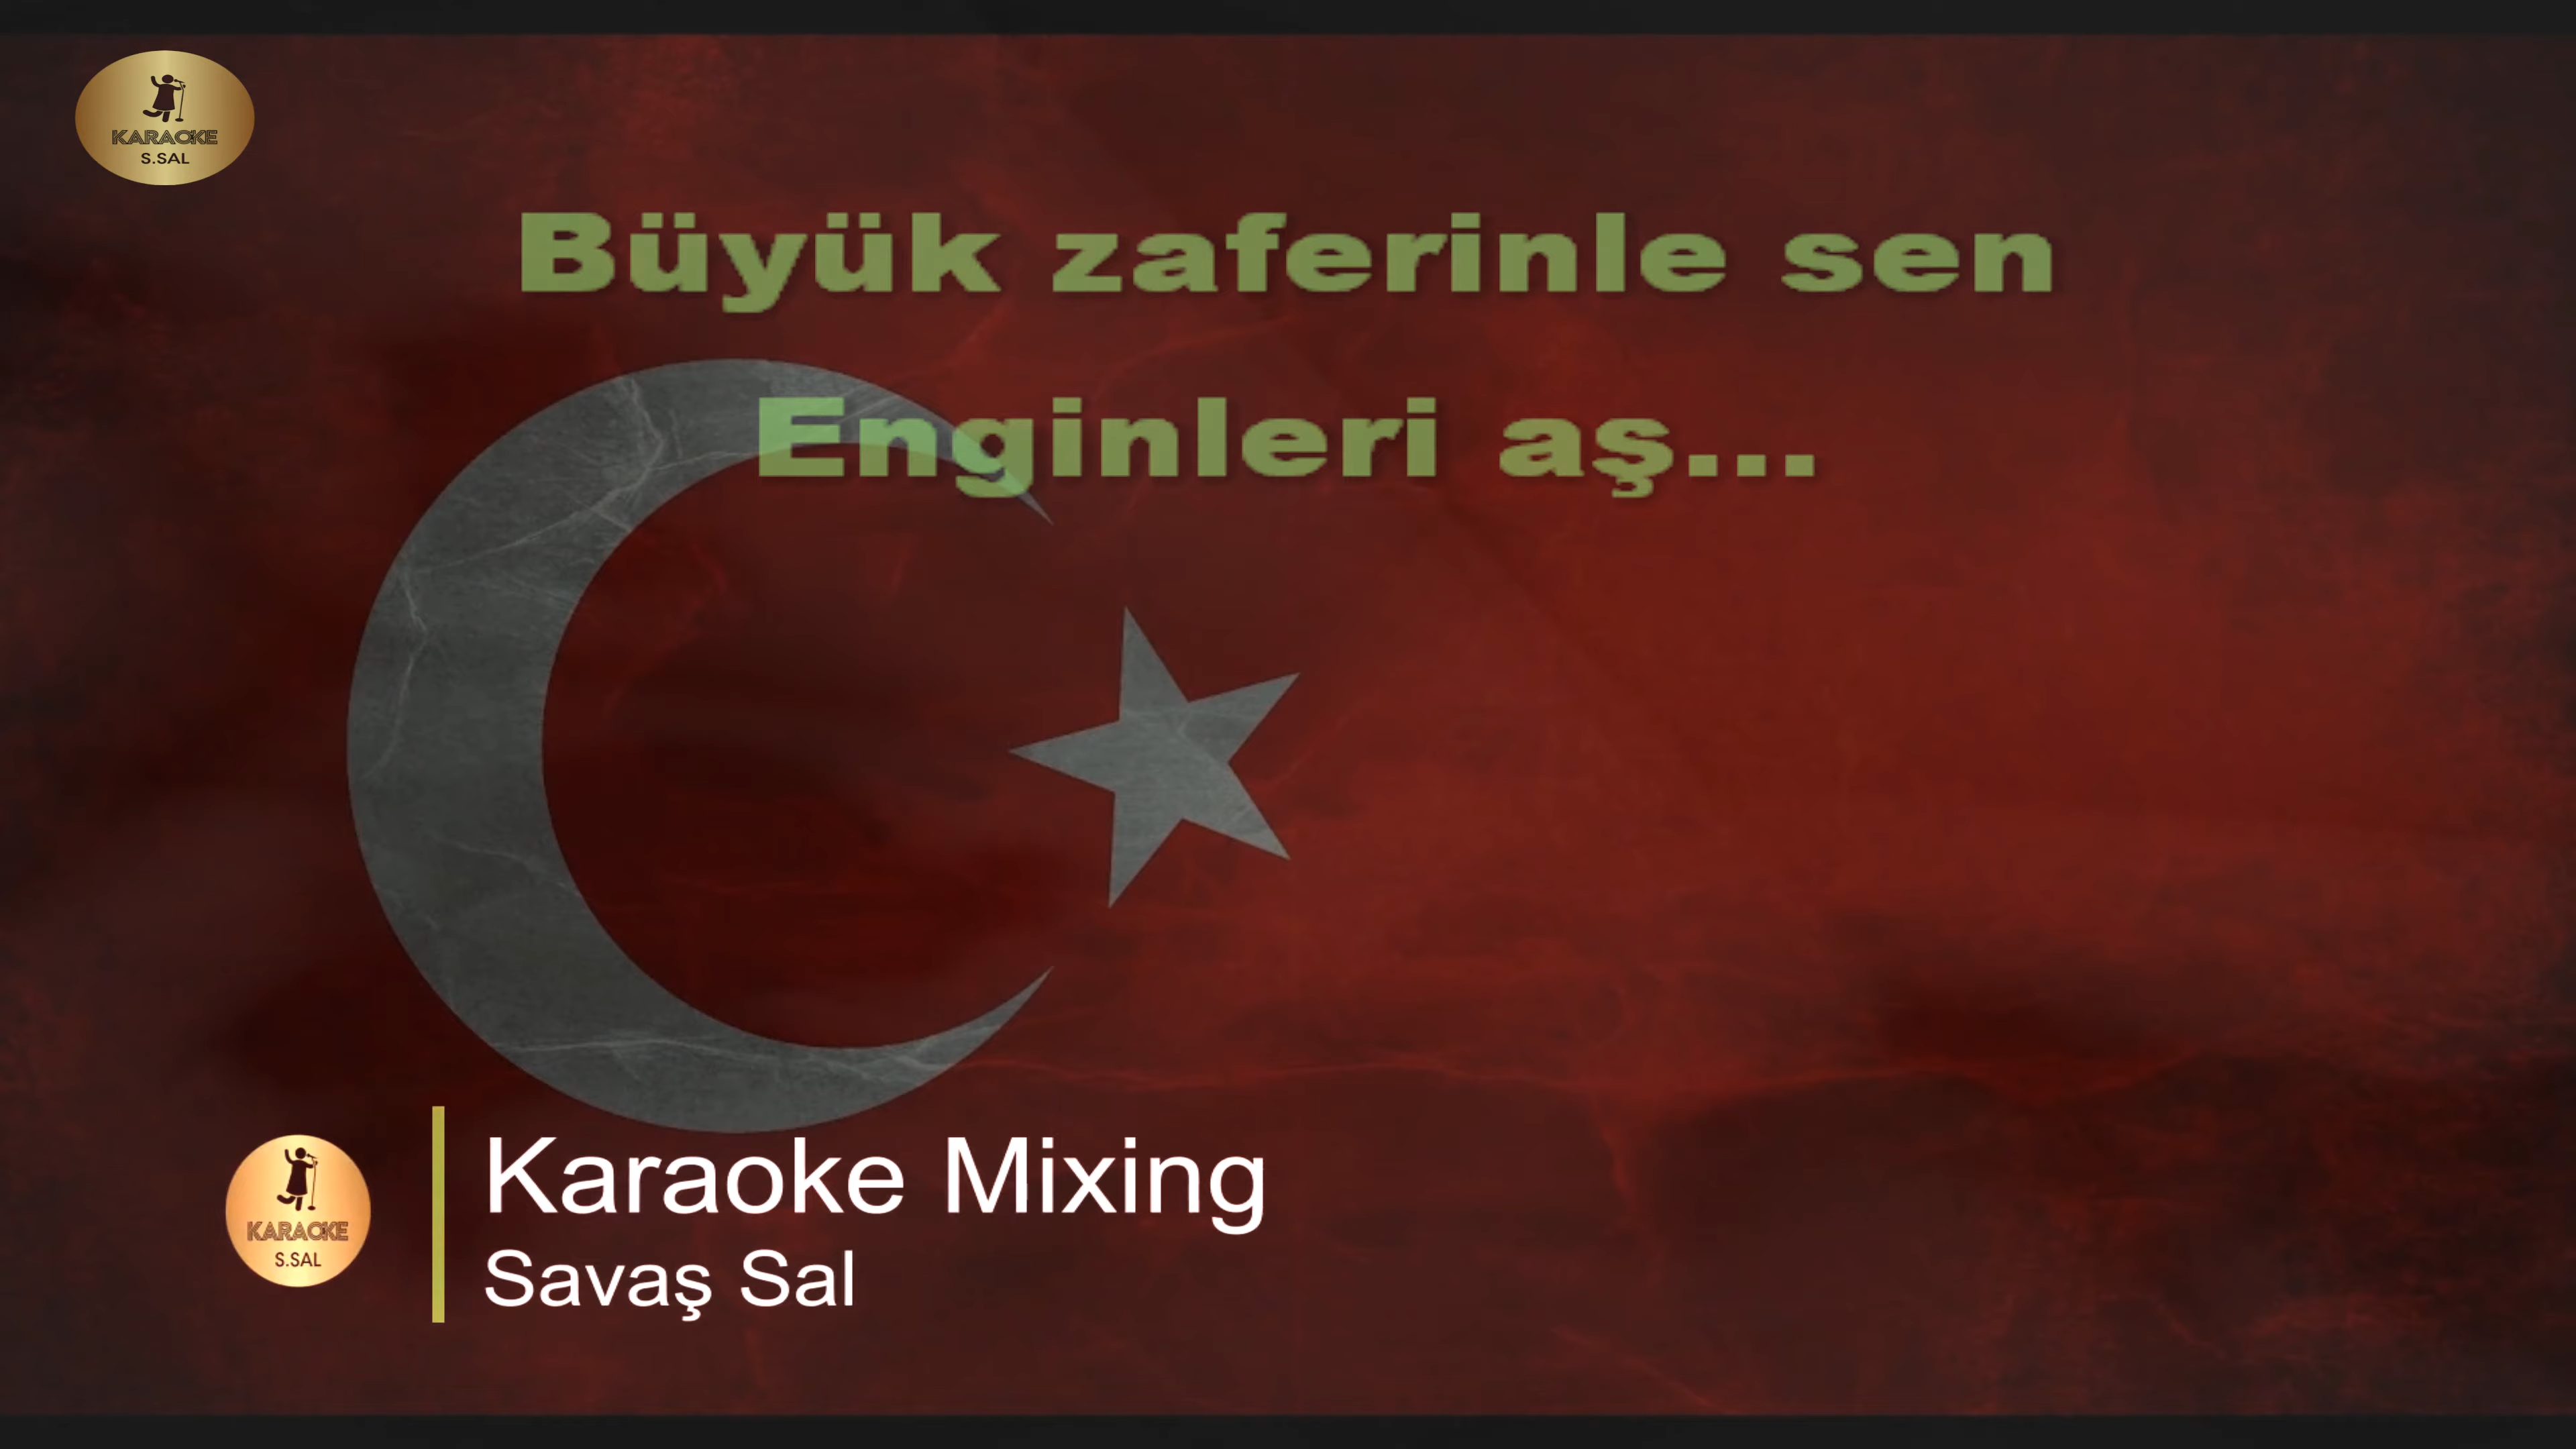 KARAOKE
S.SAL
Büyük zaferinle sen
Enginleri aş...
KARAOKE
S.SAL
Karaoke Mixing
Savaş Sal